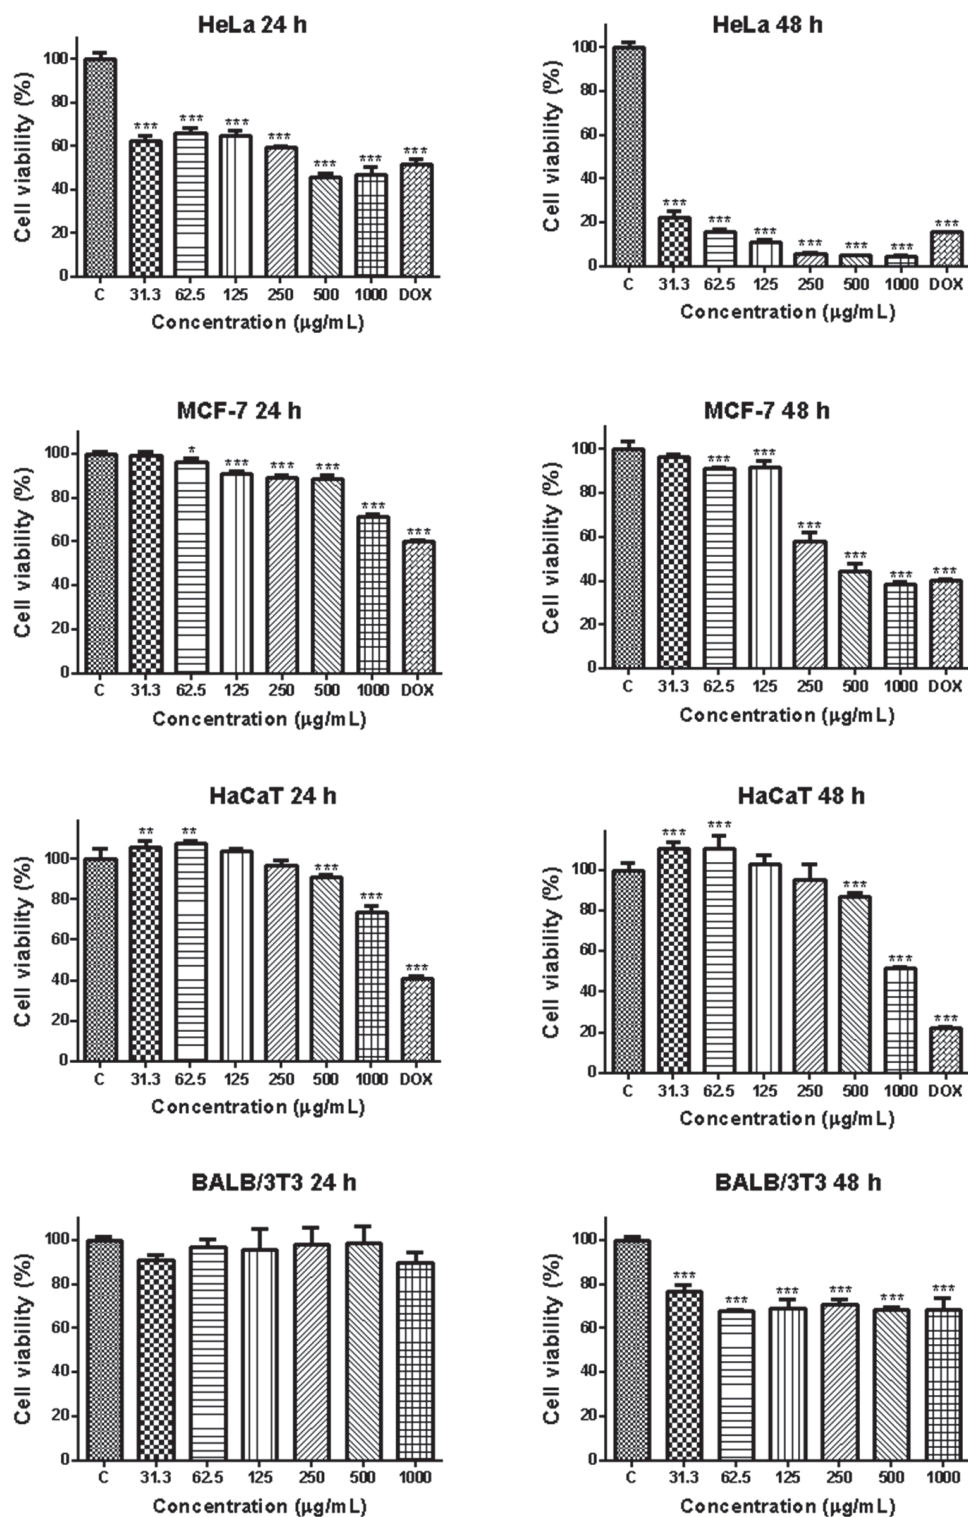 HeLa 24 h
Cell viability (%)
100
80
60
40
20
0
***
***
***
***
***
***
***
C 31.3 62.5 125 250 500 1000 DOX
Concentration (μg/mL)
HeLa 48 h
Cell viability (%)
100
80
60
40
20
0
***
***
***
***
***
***
***
C 31.3 62.5 125 250 500 1000 DOX
Concentration (μg/mL)
MCF-7 24 h
Cell viability (%)
100
80
60
40
20
0
*
***
***
***
***
***
C 31.3 62.5 125 250 500 1000 DOX
Concentration (μg/mL)
MCF-7 48 h
Cell viability (%)
100
80
60
40
20
0
***
***
***
***
***
***
C 31.3 62.5 125 250 500 1000 DOX
Concentration (μg/mL)
HaCaT 24 h
Cell viability (%)
100
80
60
40
20
0
**
**
***
***
***
C 31.3 62.5 125 250 500 1000 DOX
Concentration (μg/mL)
HaCaT 48 h
Cell viability (%)
100
80
60
40
20
0
***
***
***
***
***
C 31.3 62.5 125 250 500 1000 DOX
Concentration (μg/mL)
BALB/3T3 24 h
Cell viability (%)
100
80
60
40
20
0
C 31.3 62.5 125 250 500 1000
Concentration (μg/mL)
BALB/3T3 48 h
Cell viability (%)
100
80
60
40
20
0
***
***
***
***
***
***
C 31.3 62.5 125 250 500 1000
Concentration (μg/mL)